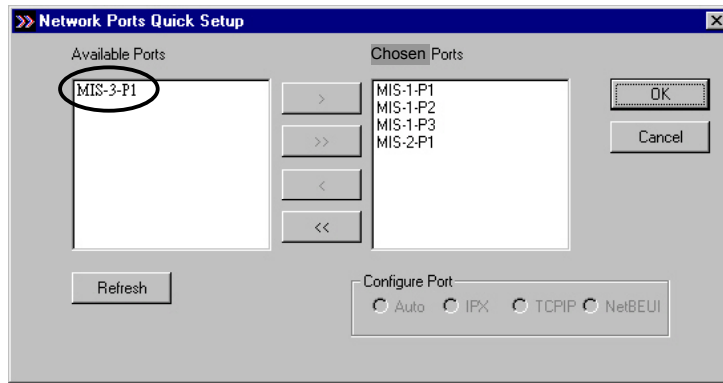 Network Ports Quick Setup
Available Ports
Chosen Ports
MIS-3-P1
>
>>
<
<<
MIS-1-P1
MIS-1-P2
MIS-1-P3
MIS-2-P1
OK
Cancel
Refresh
Configure Port
Auto IPX TCPIP NetBEUI